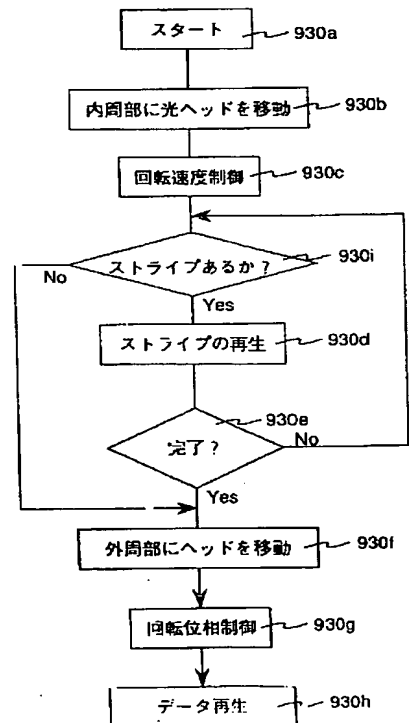 スタート
930a
内周部に光ヘッドを移動
930b
回転速度制御
930c
ストライプあるか?
930i
No
Yes
ストライプの再生
930d
930e
完了?
No
Yes
外周部にヘッドを移動
930f
回転位相制御
930g
データ再生
930h